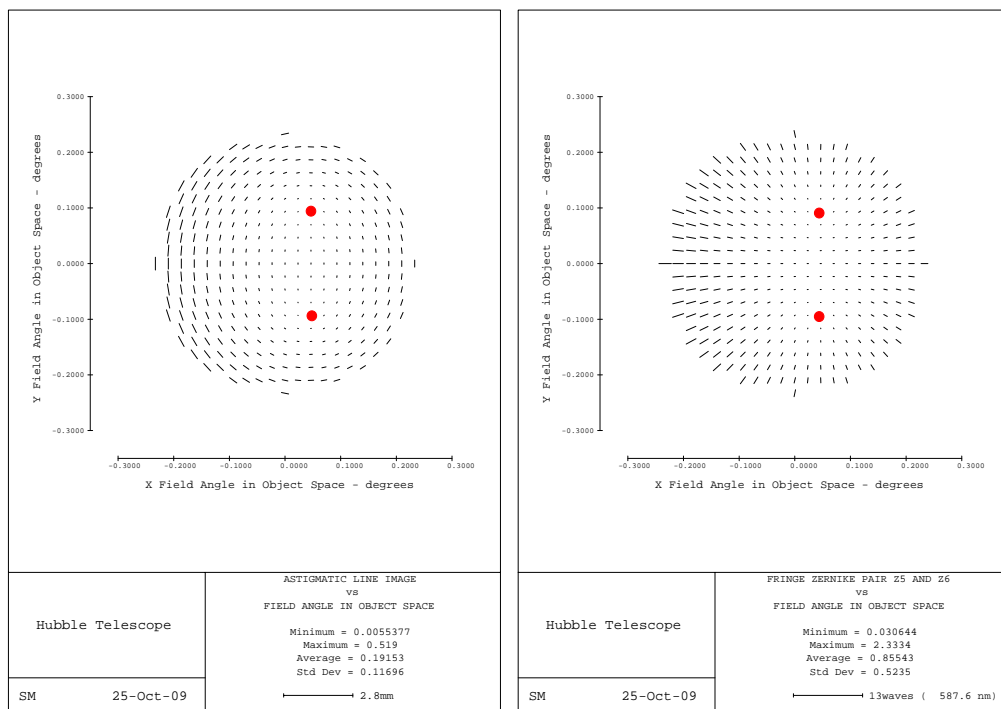 0.3000
0.2000
0.1000
0.0000
-0.1000
-0.2000
-0.3000
Y Field Angle in Object Space - degrees
-0.3000 -0.2000 -0.1000 0.0000 0.1000 0.2000 0.3000
X Field Angle in Object Space - degrees
Hubble Telescope
SM 25-Oct-09
ASTIGMATIC LINE IMAGE
vs
FIELD ANGLE IN OBJECT SPACE
Minimum = 0.0055377
Maximum = 0.519
Average = 0.19153
Std Dev = 0.11696
2.8mm
0.3000
0.2000
0.1000
0.0000
-0.1000
-0.2000
-0.3000
Y Field Angle in Object Space - degrees
-0.3000 -0.2000 -0.1000 0.0000 0.1000 0.2000 0.3000
X Field Angle in Object Space - degrees
Hubble Telescope
SM 25-Oct-09
FRINGE ZERNIKE PAIR Z5 AND Z6
vs
FIELD ANGLE IN OBJECT SPACE
Minimum = 0.030644
Maximum = 2.3334
Average = 0.85543
Std Dev = 0.5235
13waves ( 587.6 nm)